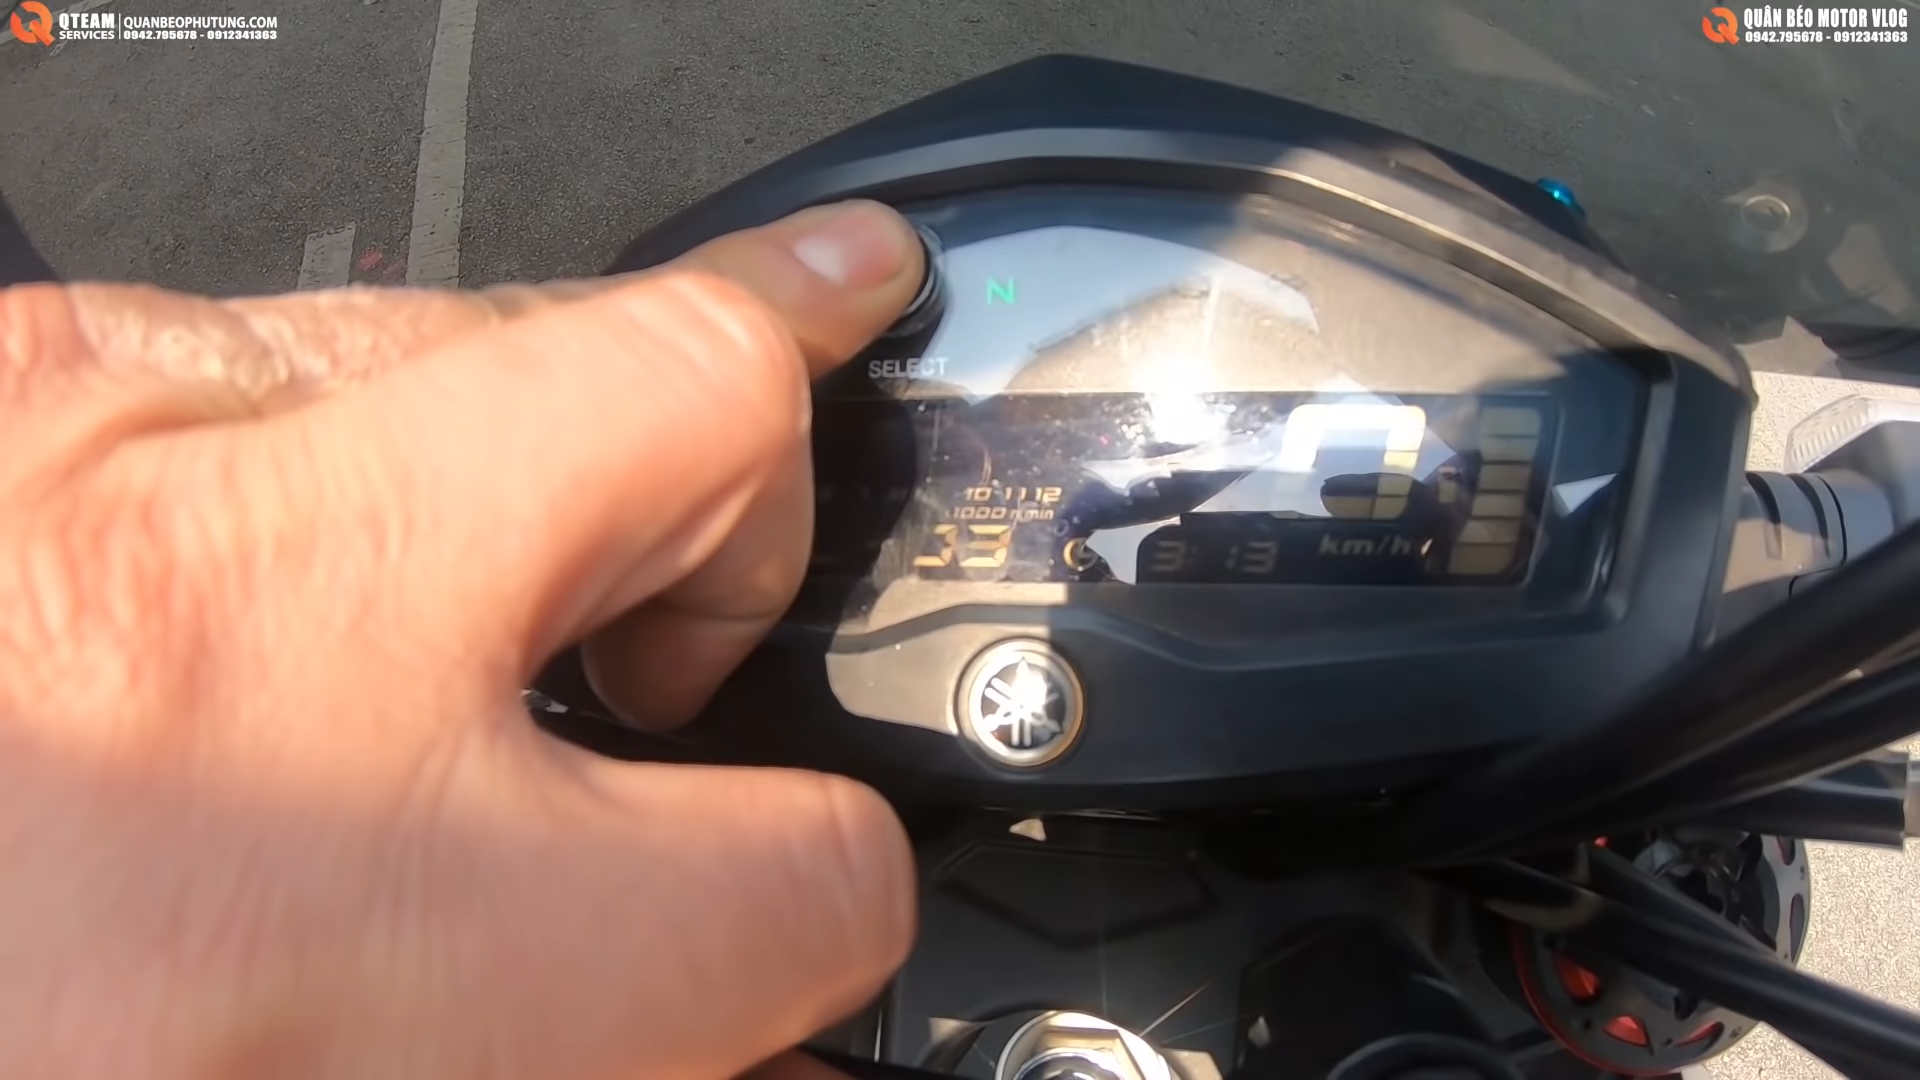 QTEAM
SERVICES
QUANBEOPHUTUNG.COM
0942.795678 - 0912341363
QUÂN BÉO MOTOR VLOG
0942.795678 - 0912341363
N
SELECT
10 11 12
1000 r/min
33
3:13
km/h
0